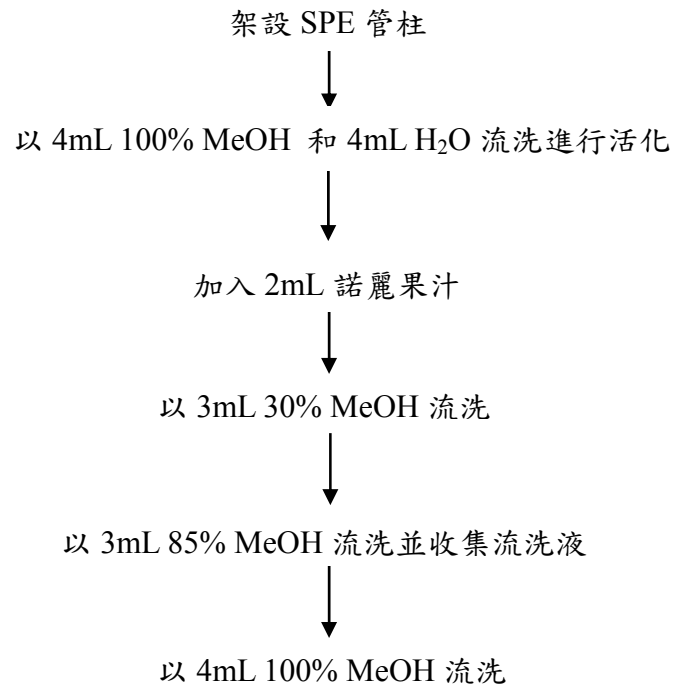 架設 SPE 管柱
以 4mL 100% MeOH 和 4mL H₂O 流洗進行活化
加入 2mL 諾麗果汁
以 3mL 30% MeOH 流洗
以 3mL 85% MeOH 流洗並收集流洗液
以 4mL 100% MeOH 流洗